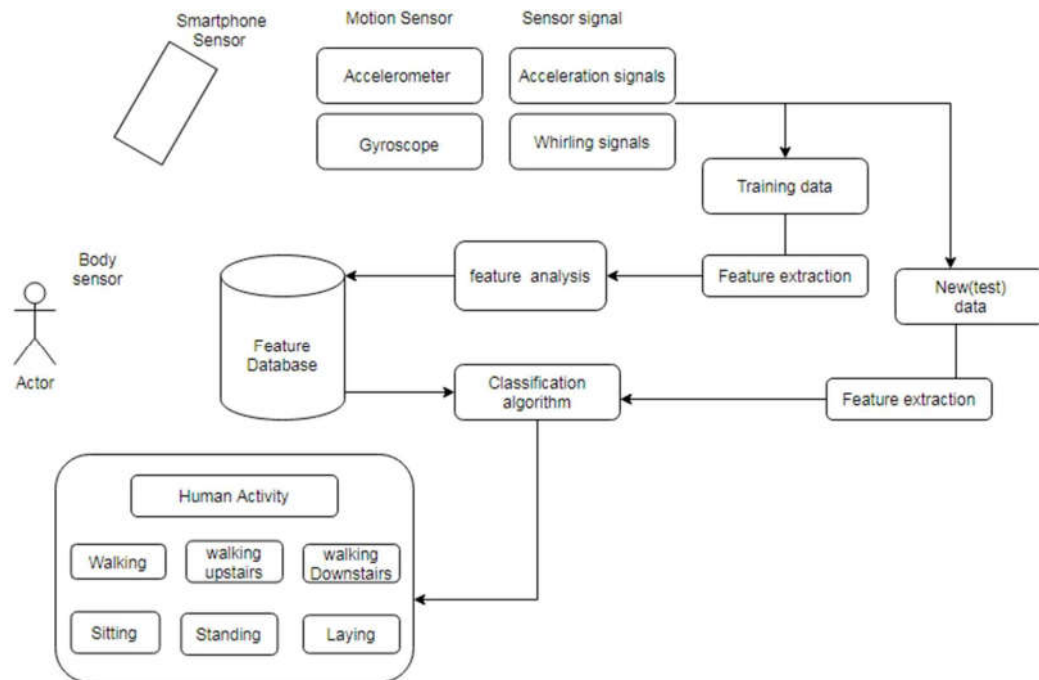 Smartphone
Sensor
Motion Sensor
Sensor signal
Accelerometer
Acceleration signals
Gyroscope
Whirling signals
Training data
Body
sensor
feature analysis
Feature extraction
New(test)
data
Actor
Feature
Database
Classification
algorithm
Feature extraction
Human Activity
Walking
walking
upstairs
walking
Downstairs
Sitting
Standing
Laying